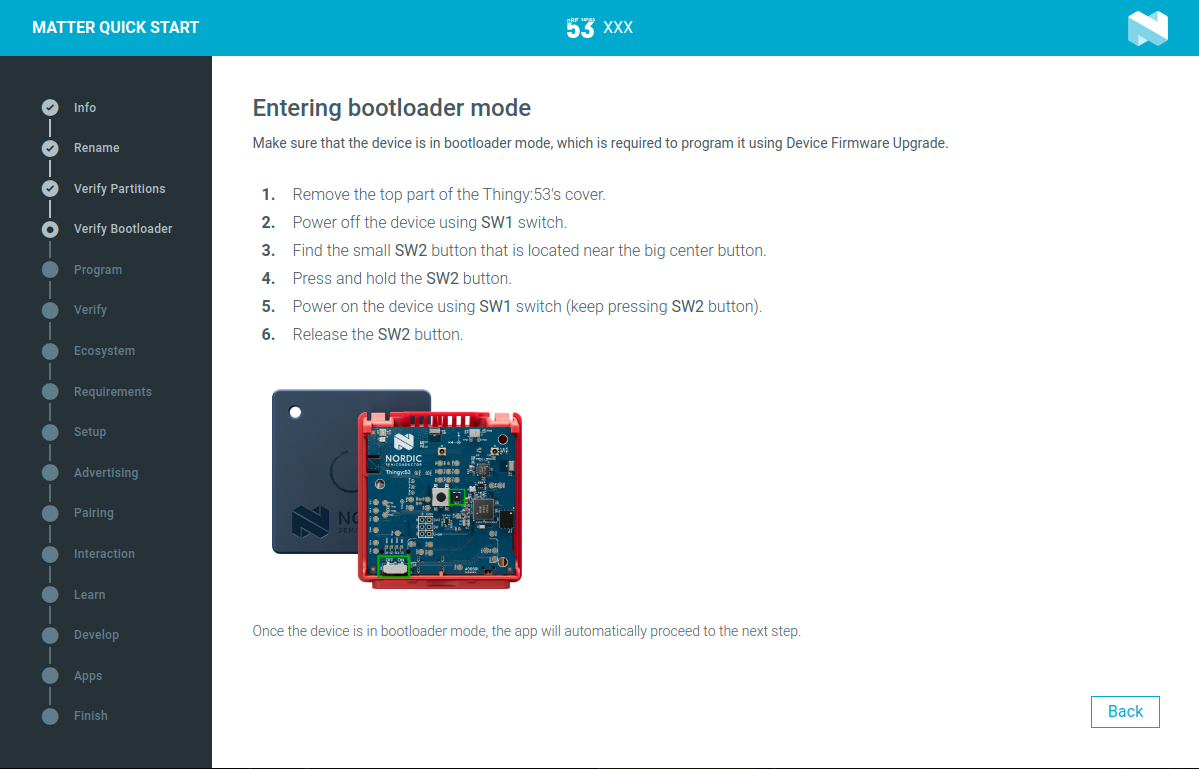 MATTER QUICK START
nRF SERIES
53 XXX
Info
Rename
Verify Partitions
Verify Bootloader
Program
Verify
Ecosystem
Requirements
Setup
Advertising
Pairing
Interaction
Learn
Develop
Apps
Finish
Entering bootloader mode
Make sure that the device is in bootloader mode, which is required to program it using Device Firmware Upgrade.
1. Remove the top part of the Thingy:53's cover.
2. Power off the device using SW1 switch.
3. Find the small SW2 button that is located near the big center button.
4. Press and hold the SW2 button.
5. Power on the device using SW1 switch (keep pressing SW2 button).
6. Release the SW2 button.
NORDIC
SEMICONDUCTOR
Thingy:53
OFF ON
Once the device is in bootloader mode, the app will automatically proceed to the next step.
Back